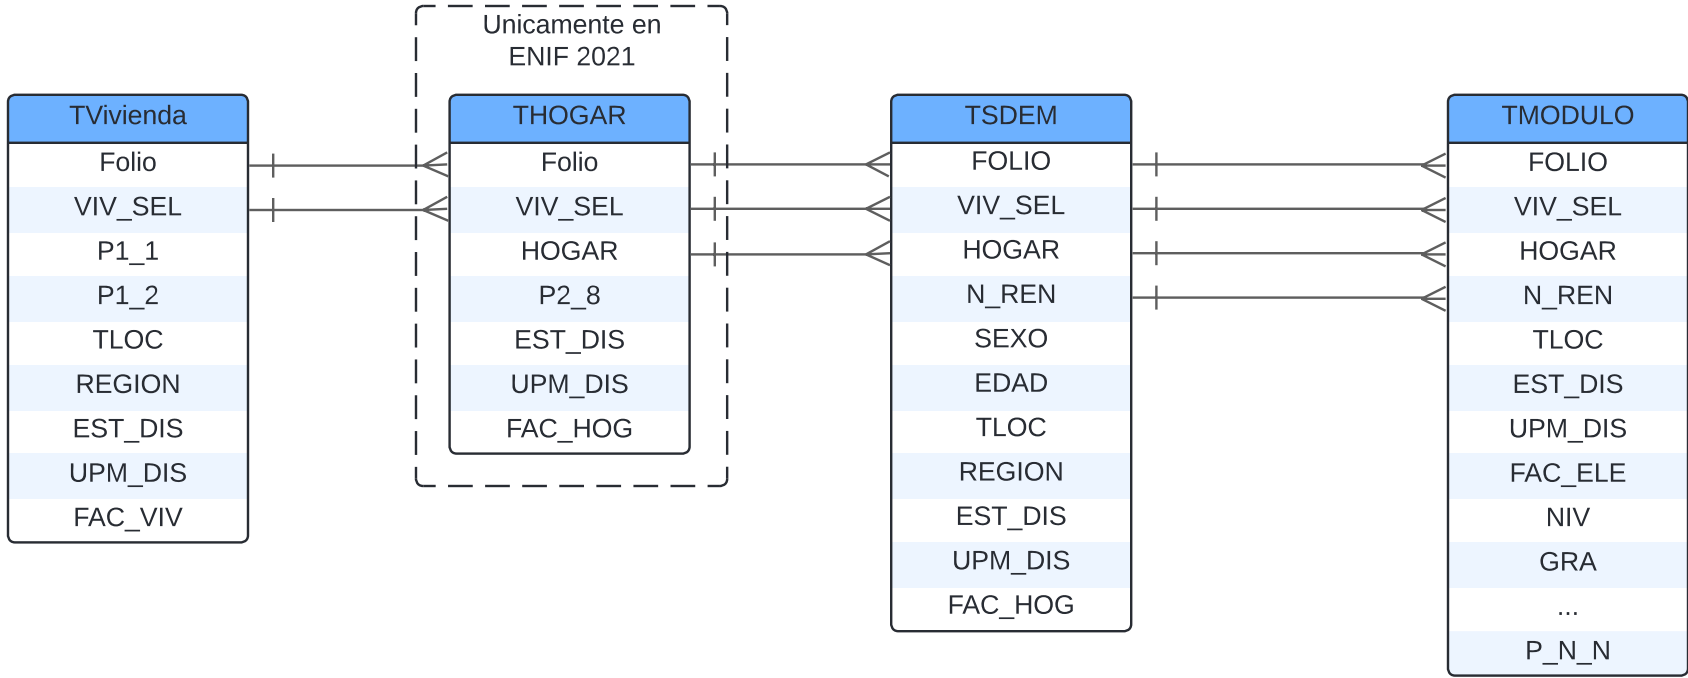 Unicamente en
ENIF 2021
TVivienda
Folio
VIV_SEL
P1_1
P1_2
TLOC
REGION
EST_DIS
UPM_DIS
FAC_VIV
THOGAR
Folio
VIV_SEL
HOGAR
P2_8
EST_DIS
UPM_DIS
FAC_HOG
TSDEM
FOLIO
VIV_SEL
HOGAR
N_REN
SEXO
EDAD
TLOC
REGION
EST_DIS
UPM_DIS
FAC_HOG
TMODULO
FOLIO
VIV_SEL
HOGAR
N_REN
TLOC
EST_DIS
UPM_DIS
FAC_ELE
NIV
GRA
...
P_N_N